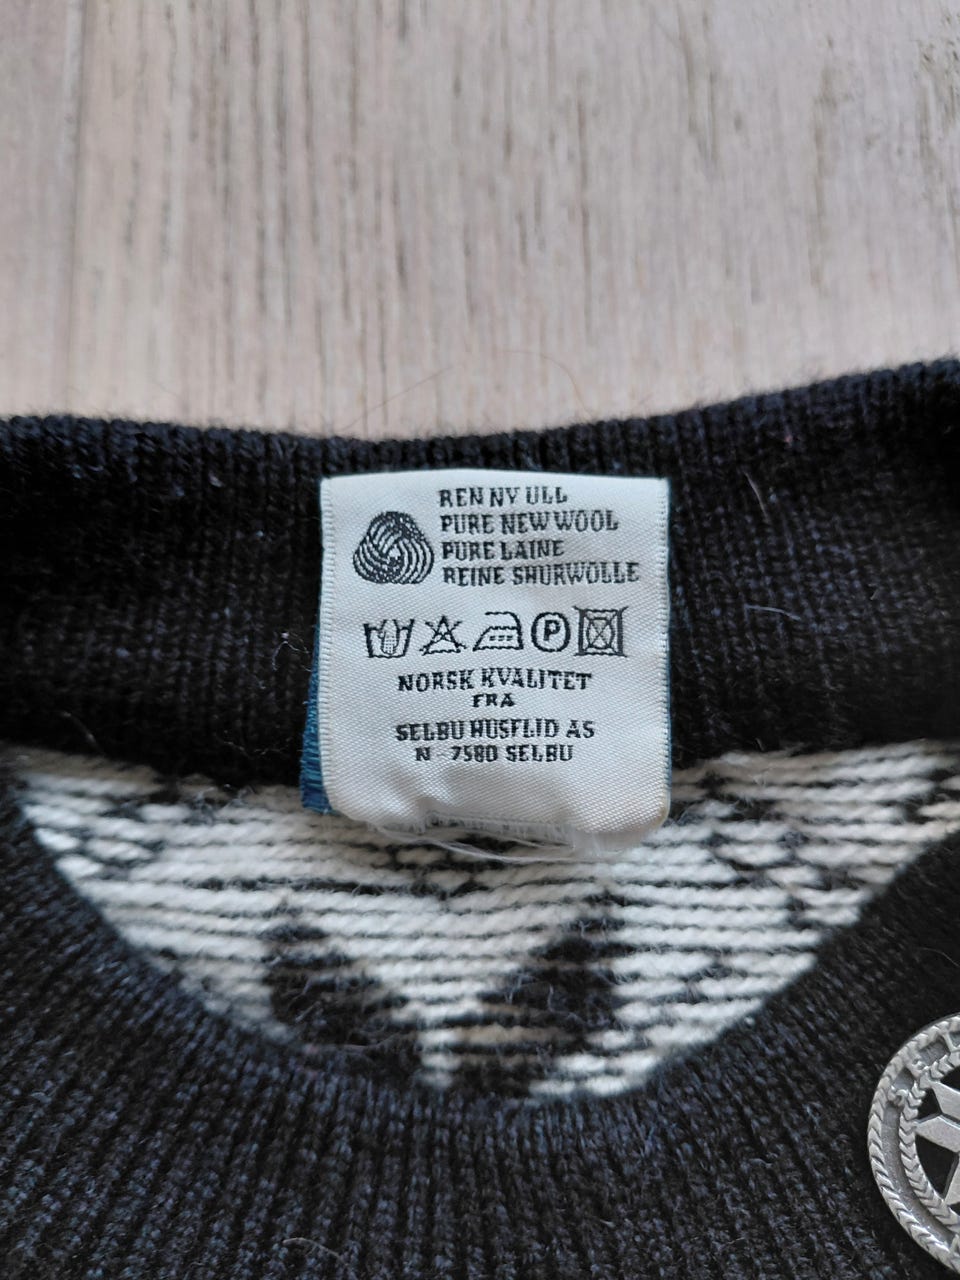 REN NY ULL
PURE NEW WOOL
PURE LAINE
REINE SHURWOLLE
P
NORSK KVALITET
FRA
SELBU HUSFLID AS
N - 7580 SELBU